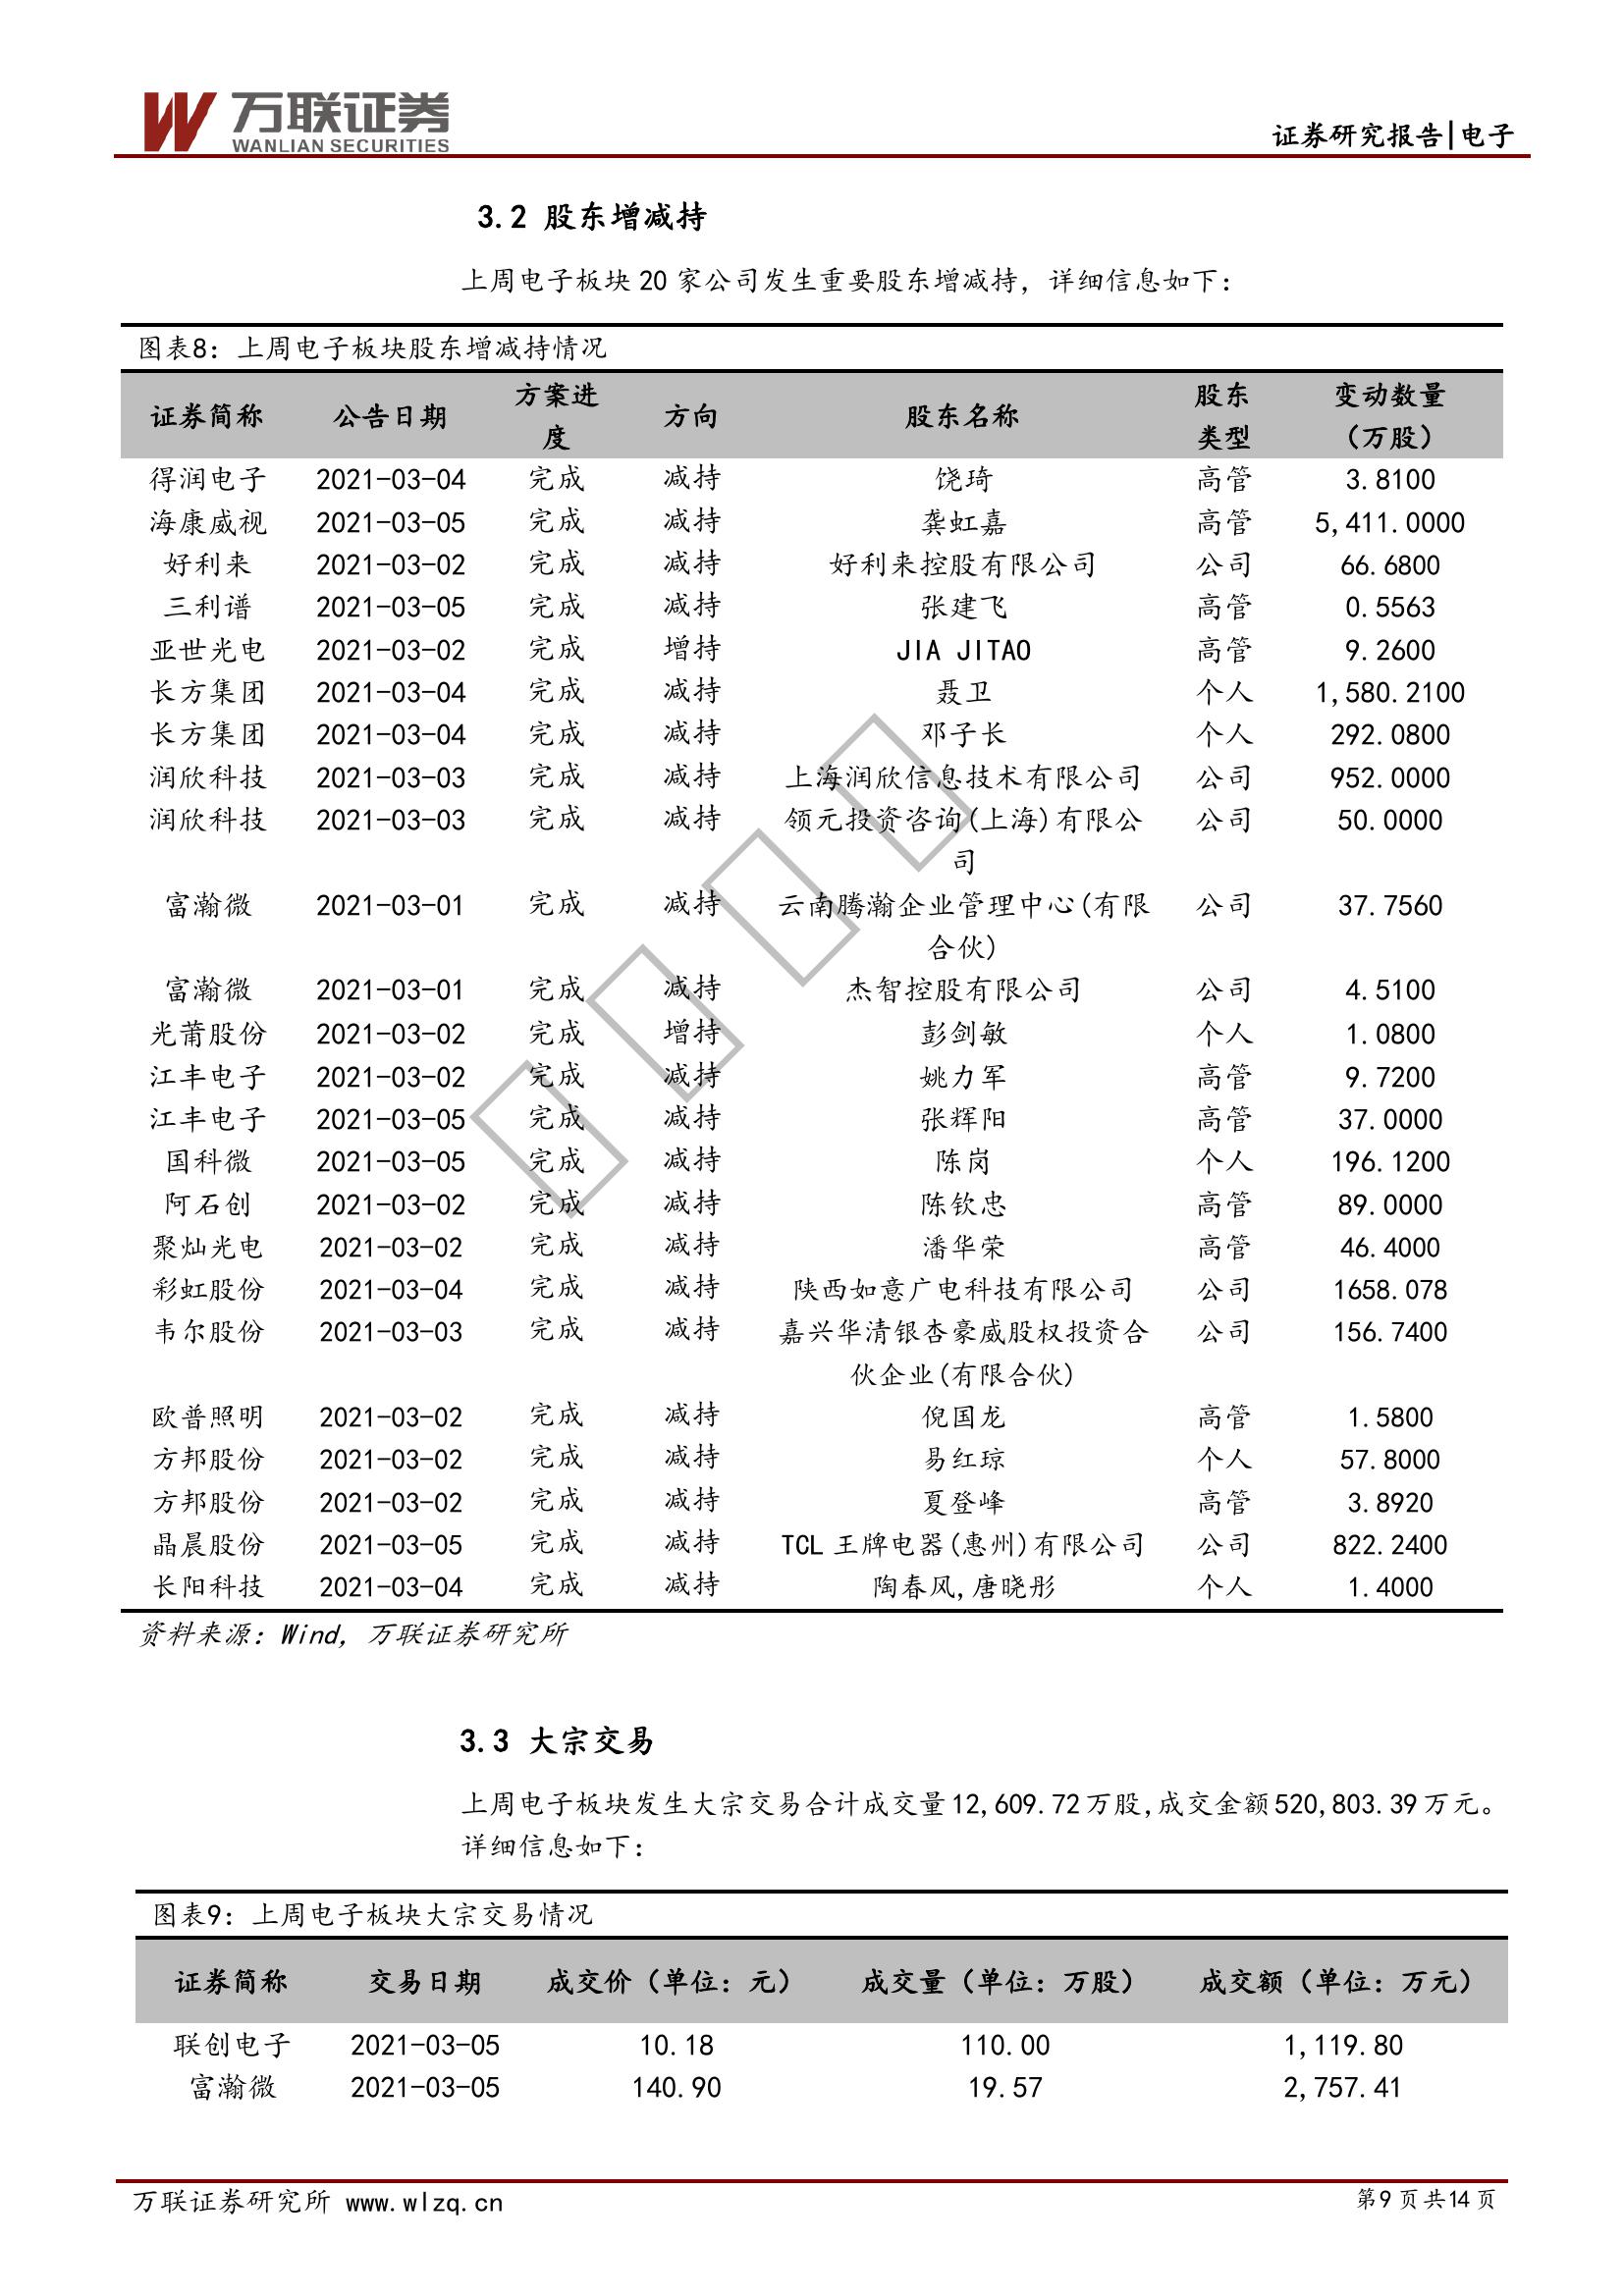 万联证券
WANLIAN SECURITIES
证券研究报告|电子
3.2 股东增减持
上周电子板块 20 家公司发生重要股东增减持，详细信息如下：
图表8：上周电子板块股东增减持情况
证券简称 公告日期 方案进度 方向 股东名称 股东类型 变动数量（万股）
得润电子 2021-03-04 完成 减持 饶琦 高管 3.8100
海康威视 2021-03-05 完成 减持 龚虹嘉 高管 5,411.0000
好利来 2021-03-02 完成 减持 好利来控股有限公司 公司 66.6800
三利谱 2021-03-05 完成 减持 张建飞 高管 0.5563
亚世光电 2021-03-02 完成 增持 JIA JITAO 高管 9.2600
长方集团 2021-03-04 完成 减持 聂卫 个人 1,580.2100
长方集团 2021-03-04 完成 减持 邓子长 个人 292.0800
润欣科技 2021-03-03 完成 减持 上海润欣信息技术有限公司 公司 952.0000
润欣科技 2021-03-03 完成 减持 领元投资咨询(上海)有限公 公司 50.0000
司
富瀚微 2021-03-01 完成 减持 云南腾瀚企业管理中心(有限 公司 37.7560
合伙)
富瀚微 2021-03-01 完成 减持 杰智控股有限公司 公司 4.5100
光莆股份 2021-03-02 完成 增持 彭剑敏 个人 1.0800
江丰电子 2021-03-02 完成 减持 姚力军 高管 9.7200
江丰电子 2021-03-05 完成 减持 张辉阳 高管 37.0000
国科微 2021-03-05 完成 减持 陈岗 个人 196.1200
阿石创 2021-03-02 完成 减持 陈钦忠 高管 89.0000
聚灿光电 2021-03-02 完成 减持 潘华荣 高管 46.4000
彩虹股份 2021-03-04 完成 减持 陕西如意广电科技有限公司 公司 1658.078
韦尔股份 2021-03-03 完成 减持 嘉兴华清银杏豪威股权投资合 公司 156.7400
伙企业(有限合伙)
欧普照明 2021-03-02 完成 减持 倪国龙 高管 1.5800
方邦股份 2021-03-02 完成 减持 易红琼 个人 57.8000
方邦股份 2021-03-02 完成 减持 夏登峰 高管 3.8920
晶晨股份 2021-03-05 完成 减持 TCL 王牌电器(惠州)有限公司 公司 822.2400
长阳科技 2021-03-04 完成 减持 陶春风,唐晓彤 个人 1.4000
资料来源：Wind，万联证券研究所
3.3 大宗交易
上周电子板块发生大宗交易合计成交量12,609.72万股,成交金额520,803.39万元。
详细信息如下：
图表9：上周电子板块大宗交易情况
证券简称 交易日期 成交价（单位：元） 成交量（单位：万股） 成交额（单位：万元）
联创电子 2021-03-05 10.18 110.00 1,119.80
富瀚微 2021-03-05 140.90 19.57 2,757.41
万联证券研究所 www.wlzq.cn 第9页共14页